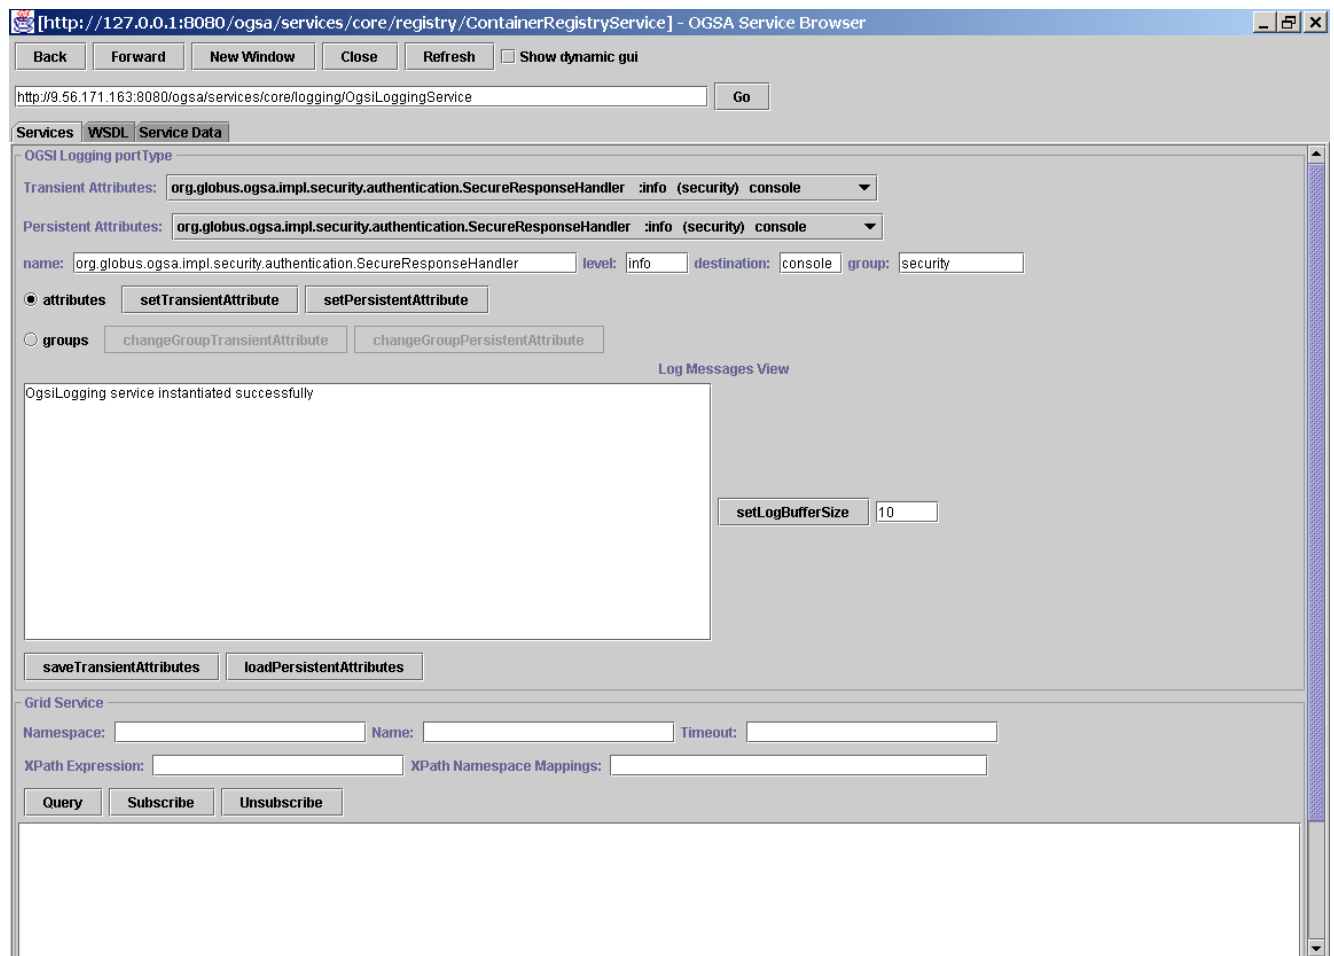 [http://127.0.0.1:8080/ogsa/services/core/registry/ContainerRegistryService] - OGSA Service Browser
Back Forward New Window Close Refresh Show dynamic gui
http://9.56.171.163:8080/ogsa/services/core/logging/OgsiLoggingService Go
Services WSDL Service Data
OGSI Logging portType
Transient Attributes: org.globus.ogsa.impl.security.authentication.SecureResponseHandler :info (security) console
Persistent Attributes: org.globus.ogsa.impl.security.authentication.SecureResponseHandler :info (security) console
name: org.globus.ogsa.impl.security.authentication.SecureResponseHandler level: info destination: console group: security
attributes setTransientAttribute setPersistentAttribute
groups changeGroupTransientAttribute changeGroupPersistentAttribute
Log Messages View
OgsiLogging service instantiated successfully
setLogBufferSize 10
saveTransientAttributes loadPersistentAttributes
Grid Service
Namespace: Name: Timeout:
XPath Expression: XPath Namespace Mappings:
Query Subscribe Unsubscribe